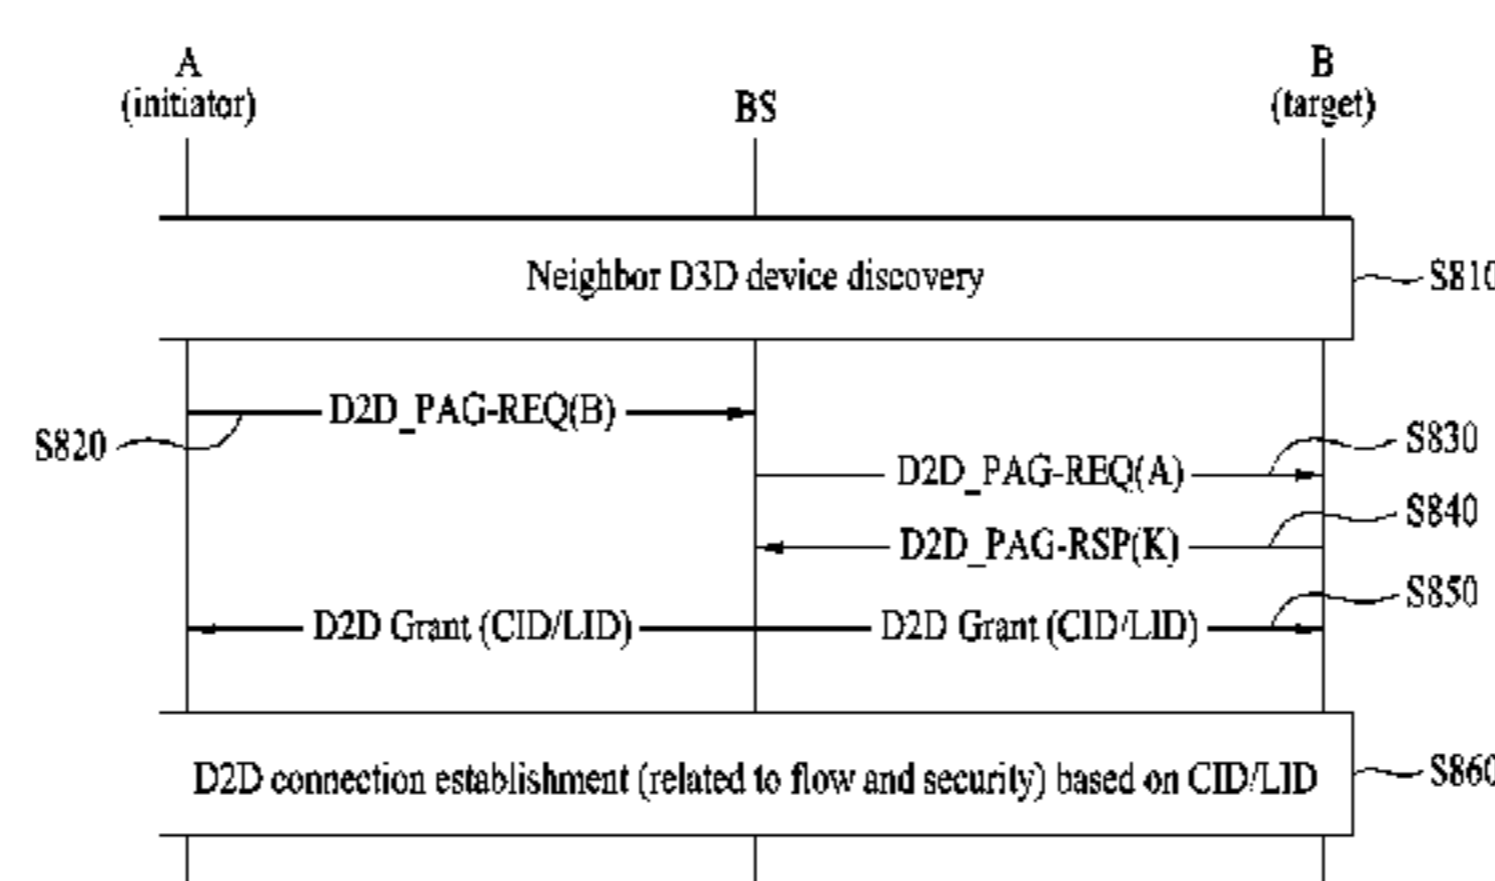 A
(initiator)
BS
B
(target)
Neighbor D3D device discovery
S810
D2D_PAG-REQ(B)
S820
D2D_PAG-REQ(A)
S830
D2D_PAG-RSP(K)
S840
D2D Grant (CID/LID)
D2D Grant (CID/LID)
S850
D2D connection establishment (related to flow and security) based on CID/LID
S860